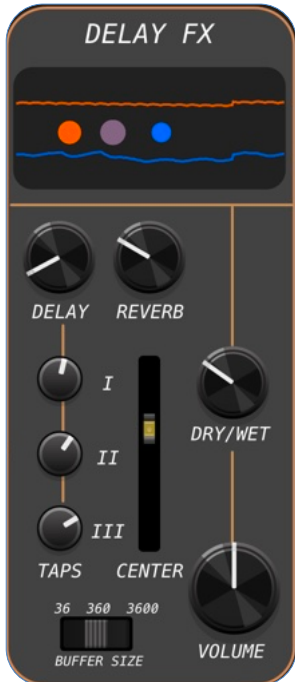 DELAY FX
DELAY REVERB
I
II
DRY/WET
III
TAPS CENTER
36 360 3600
BUFFER SIZE
VOLUME